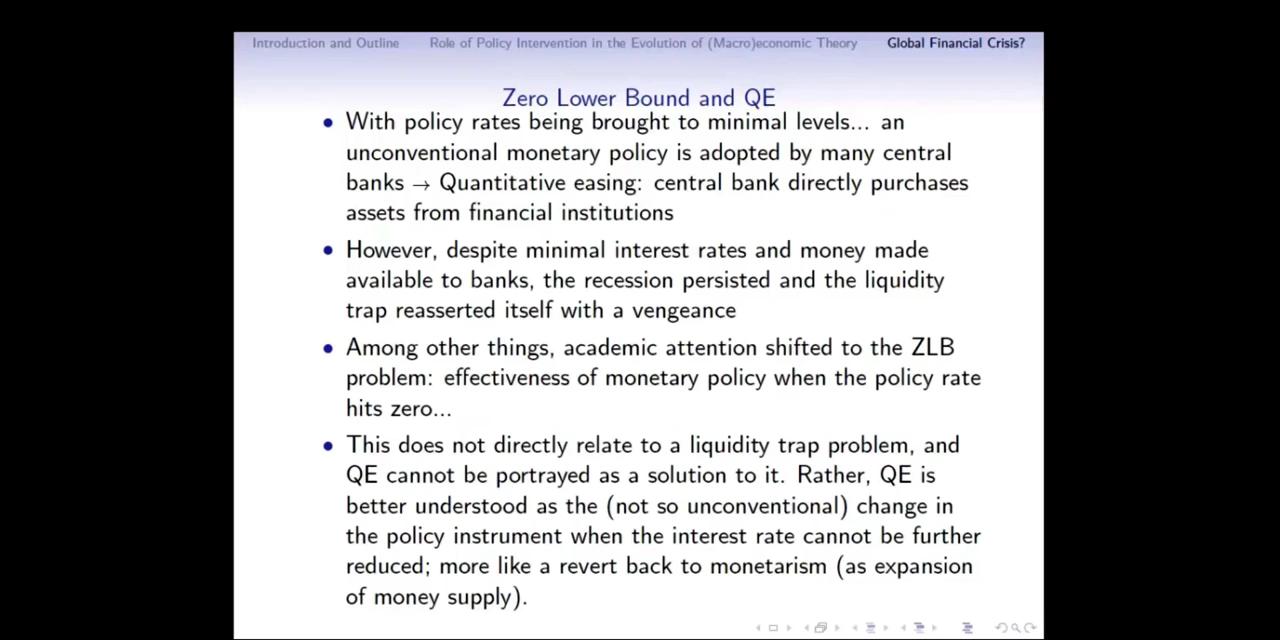 Introduction and Outline Role of Policy Intervention in the Evolution of (Macro)economic Theory Global Financial Crisis?
Zero Lower Bound and QE
• With policy rates being brought to minimal levels... an
unconventional monetary policy is adopted by many central
banks → Quantitative easing: central bank directly purchases
assets from financial institutions
• However, despite minimal interest rates and money made
available to banks, the recession persisted and the liquidity
trap reasserted itself with a vengeance
• Among other things, academic attention shifted to the ZLB
problem: effectiveness of monetary policy when the policy rate
hits zero...
• This does not directly relate to a liquidity trap problem, and
QE cannot be portrayed as a solution to it. Rather, QE is
better understood as the (not so unconventional) change in
the policy instrument when the interest rate cannot be further
reduced; more like a revert back to monetarism (as expansion
of money supply).